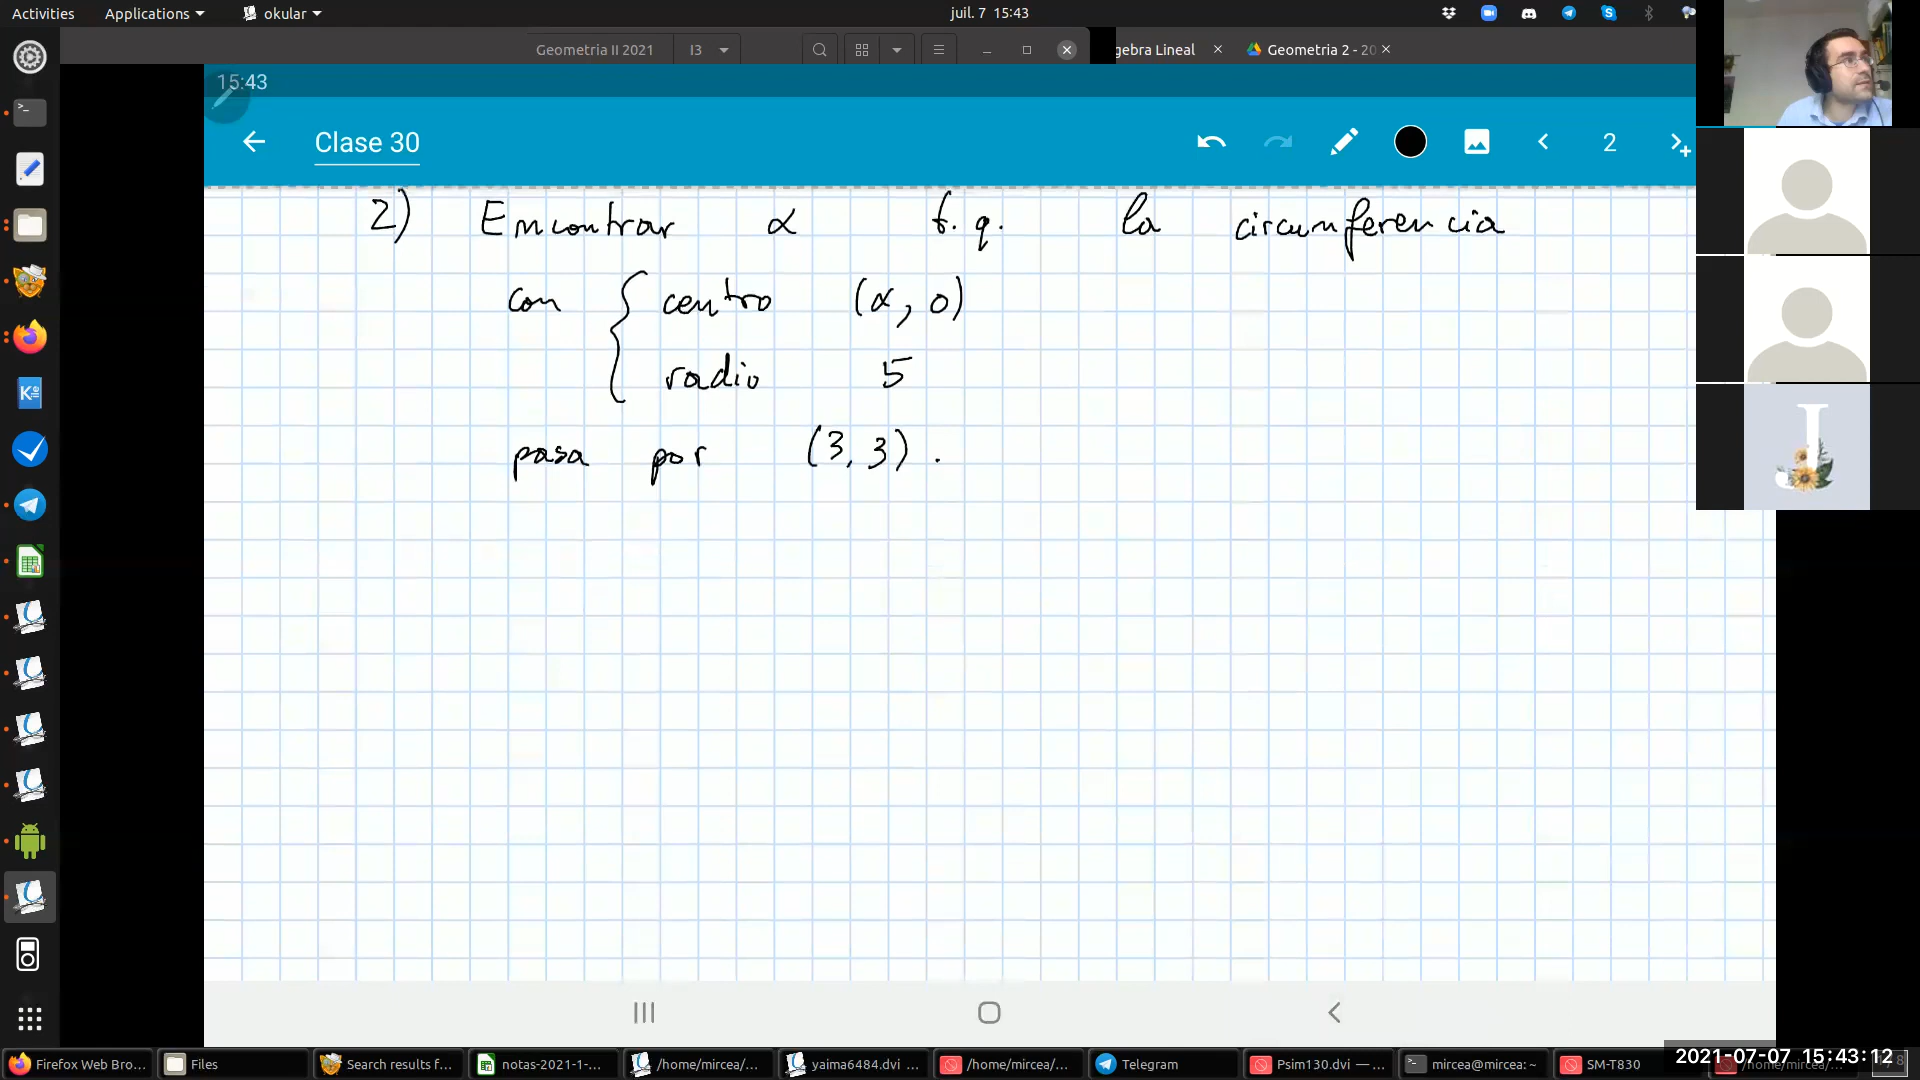 Activities Applications okular juil. 7 15:43
Geometria II 2021 I3 gebra Lineal Geometria 2 - 20
15:43
Clase 30 2
2) Encontrar α t.q. la circumferencia
con { centro (α, 0)
radio 5
pasa por (3, 3).
Firefox Web Bro... Files Search results f... notas-2021-1-... /home/mircea/... yaima6484.dvi ... /home/mircea/... Telegram Psim130.dvi — ... mircea@mircea: ~ SM-T830
2021-07-07 15:43:12